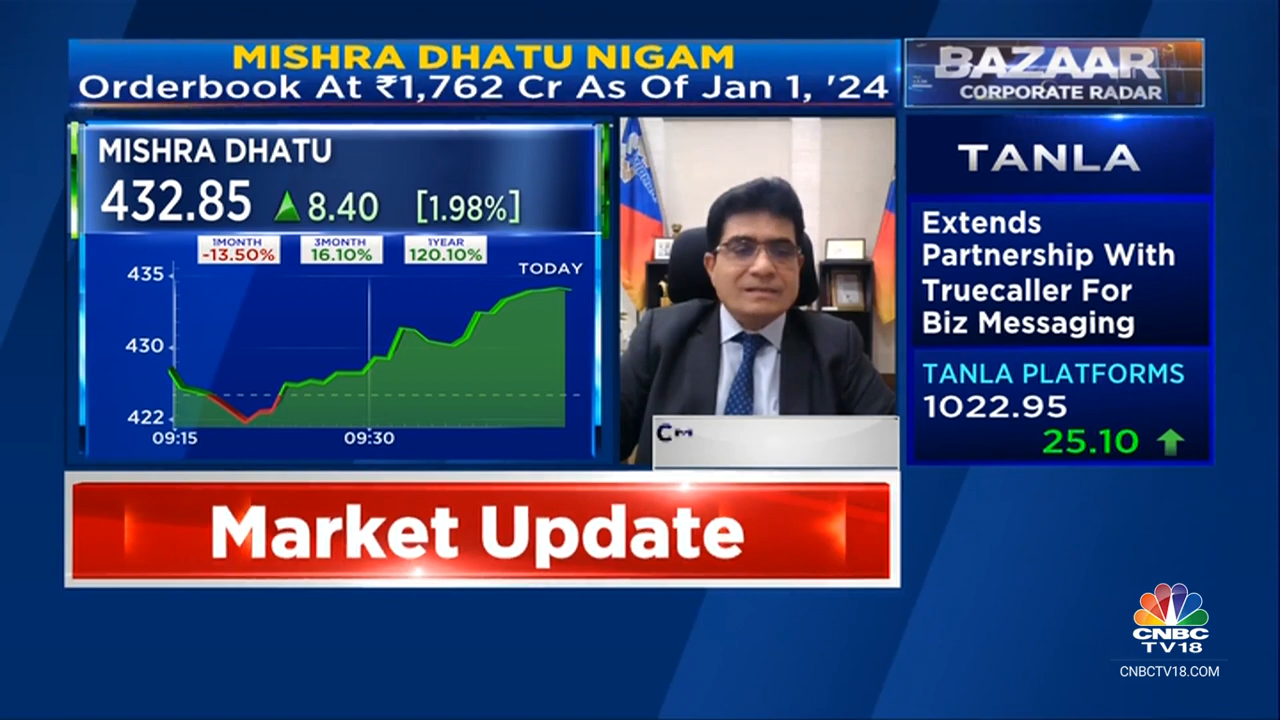 MISHRA DHATU NIGAM
Orderbook At ₹1,762 Cr As Of Jan 1, '24
BAZAAR
CORPORATE RADAR
MISHRA DHATU
432.85 ▲ 8.40 [1.98%]
1MONTH 3MONTH 1YEAR
-13.50% 16.10% 120.10%
TODAY
435
430
422
09:15 09:30
TANLA
Extends
Partnership With
Truecaller For
Biz Messaging
TANLA PLATFORMS
1022.95
25.10
Market Update
CNBC
TV18
CNBCTV18.COM